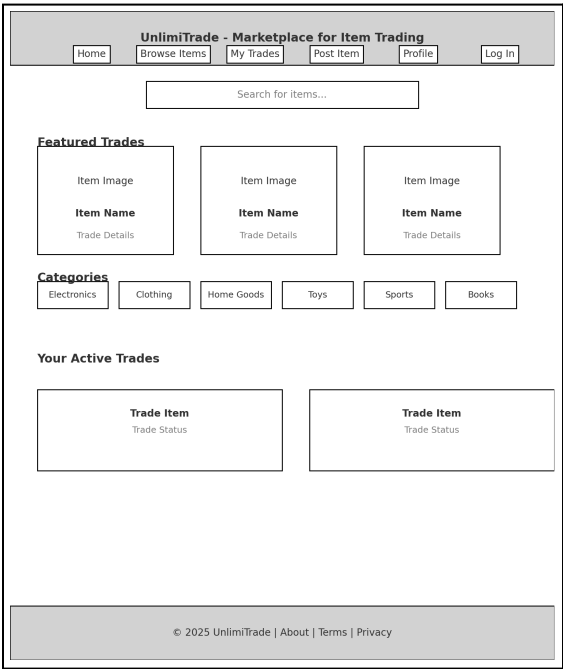 UnlimiTrade - Marketplace for Item Trading
Home Browse Items My Trades Post Item Profile Log In
Search for items...
Featured Trades
Item Image Item Image Item Image
Item Name Item Name Item Name
Trade Details Trade Details Trade Details
Categories
Electronics Clothing Home Goods Toys Sports Books
Your Active Trades
Trade Item Trade Item
Trade Status Trade Status
© 2025 UnlimiTrade | About | Terms | Privacy